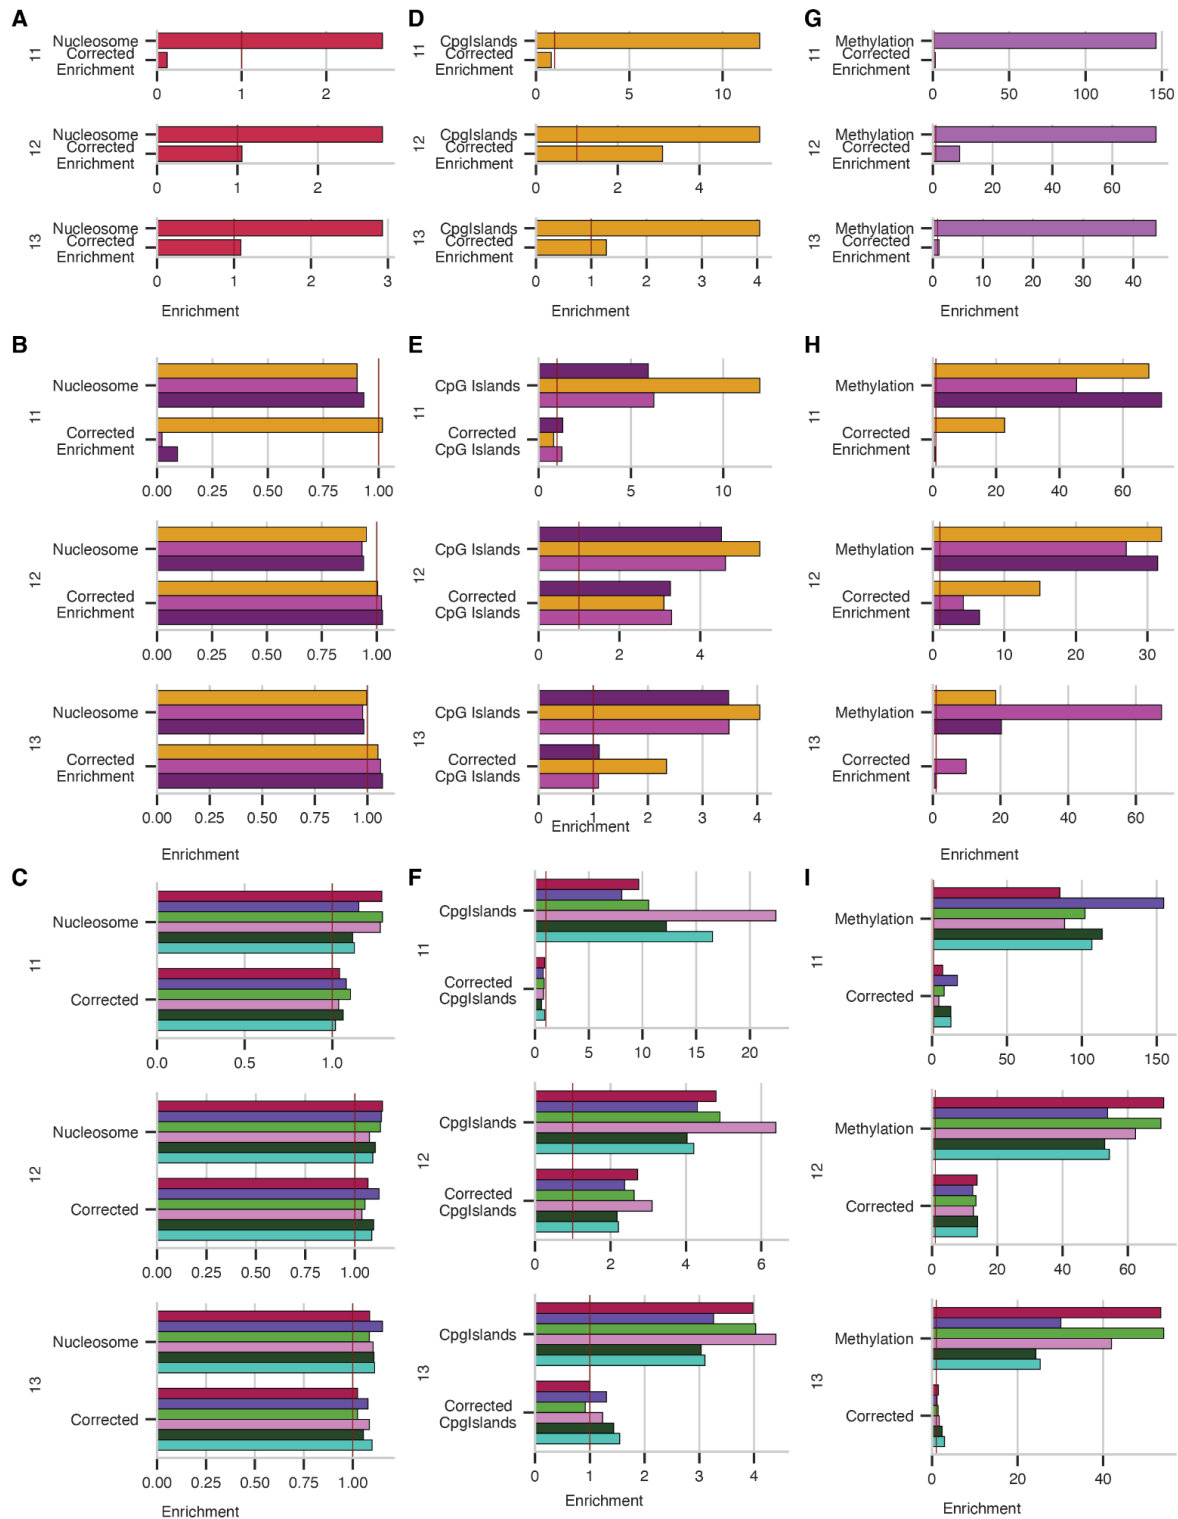 A
11
Nucleosome
Corrected
Enrichment
0 1 2
12
Nucleosome
Corrected
Enrichment
0 1 2
13
Nucleosome
Corrected
Enrichment
0 1 2 3
Enrichment
D
11
CpgIslands
Corrected
Enrichment
0 5 10
12
CpgIslands
Corrected
Enrichment
0 2 4
13
CpgIslands
Corrected
Enrichment
0 1 2 3 4
Enrichment
G
11
Methylation
Corrected
Enrichment
0 50 100 150
12
Methylation
Corrected
Enrichment
0 20 40 60
13
Methylation
Corrected
Enrichment
0 10 20 30 40
Enrichment
B
11
Nucleosome
Corrected
Enrichment
0.00 0.25 0.50 0.75 1.00
12
Nucleosome
Corrected
Enrichment
0.00 0.25 0.50 0.75 1.00
13
Nucleosome
Corrected
Enrichment
0.00 0.25 0.50 0.75 1.00
Enrichment
E
11
CpG Islands
Corrected
CpG Islands
0 5 10
12
CpG Islands
Corrected
CpG Islands
0 2 4
13
CpG Islands
Corrected
CpG Islands
0 1 2 3 4
Enrichment
H
11
Methylation
Corrected
Enrichment
0 20 40 60
12
Methylation
Corrected
Enrichment
0 10 20 30
13
Methylation
Corrected
Enrichment
0 20 40 60
Enrichment
C
11
Nucleosome
Corrected
0.0 0.5 1.0
12
Nucleosome
Corrected
0.00 0.25 0.50 0.75 1.00
13
Nucleosome
Corrected
0.00 0.25 0.50 0.75 1.00
Enrichment
F
11
CpgIslands
Corrected
CpgIslands
0 5 10 15 20
12
CpgIslands
Corrected
CpgIslands
0 2 4 6
13
CpgIslands
Corrected
CpgIslands
0 1 2 3 4
Enrichment
I
11
Methylation
Corrected
0 50 100 150
12
Methylation
Corrected
0 20 40 60
13
Methylation
Corrected
0 20 40
Enrichment